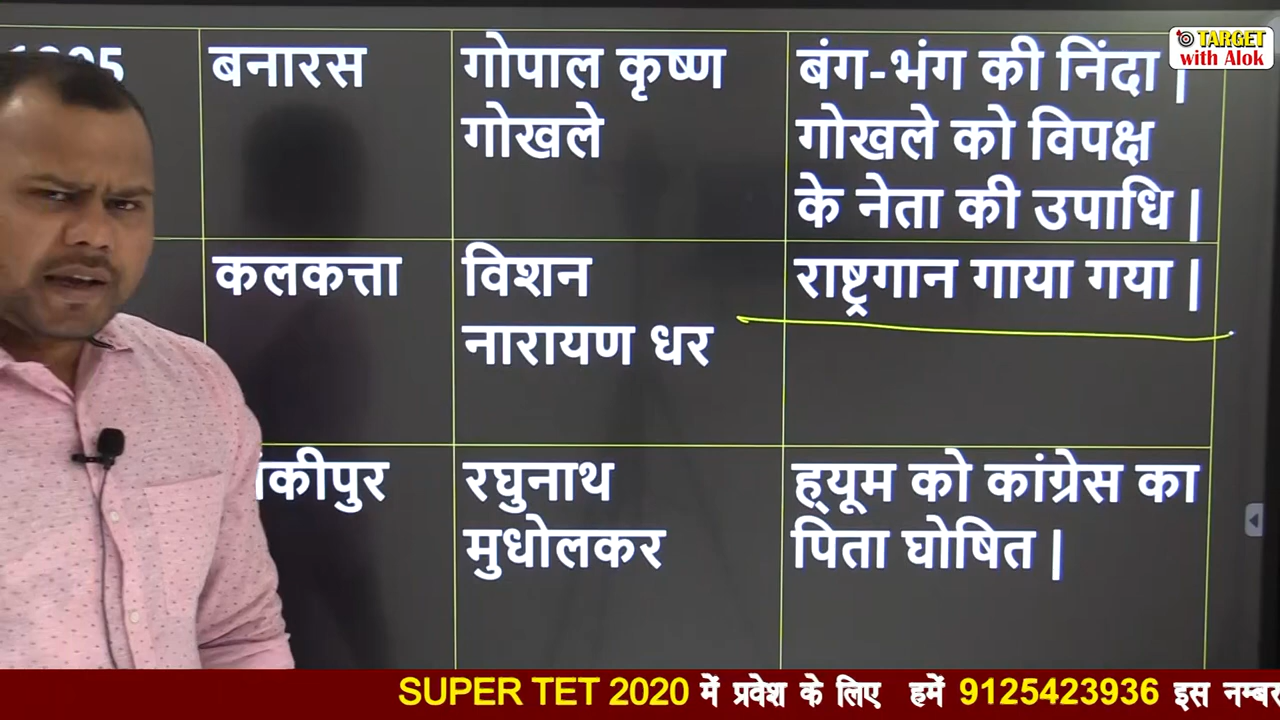 TARGET
with Alok
बनारस
गोपाल कृष्ण
गोखले
बंग-भंग की निंदा |
गोखले को विपक्ष
के नेता की उपाधि |
कलकत्ता
विशन
नारायण धर
राष्ट्रगान गाया गया |
रघुनाथ
मुधोलकर
ह्यूम को कांग्रेस का
पिता घोषित |
SUPER TET 2020 में प्रवेश के लिए हमें 9125423936 इस नम्बर